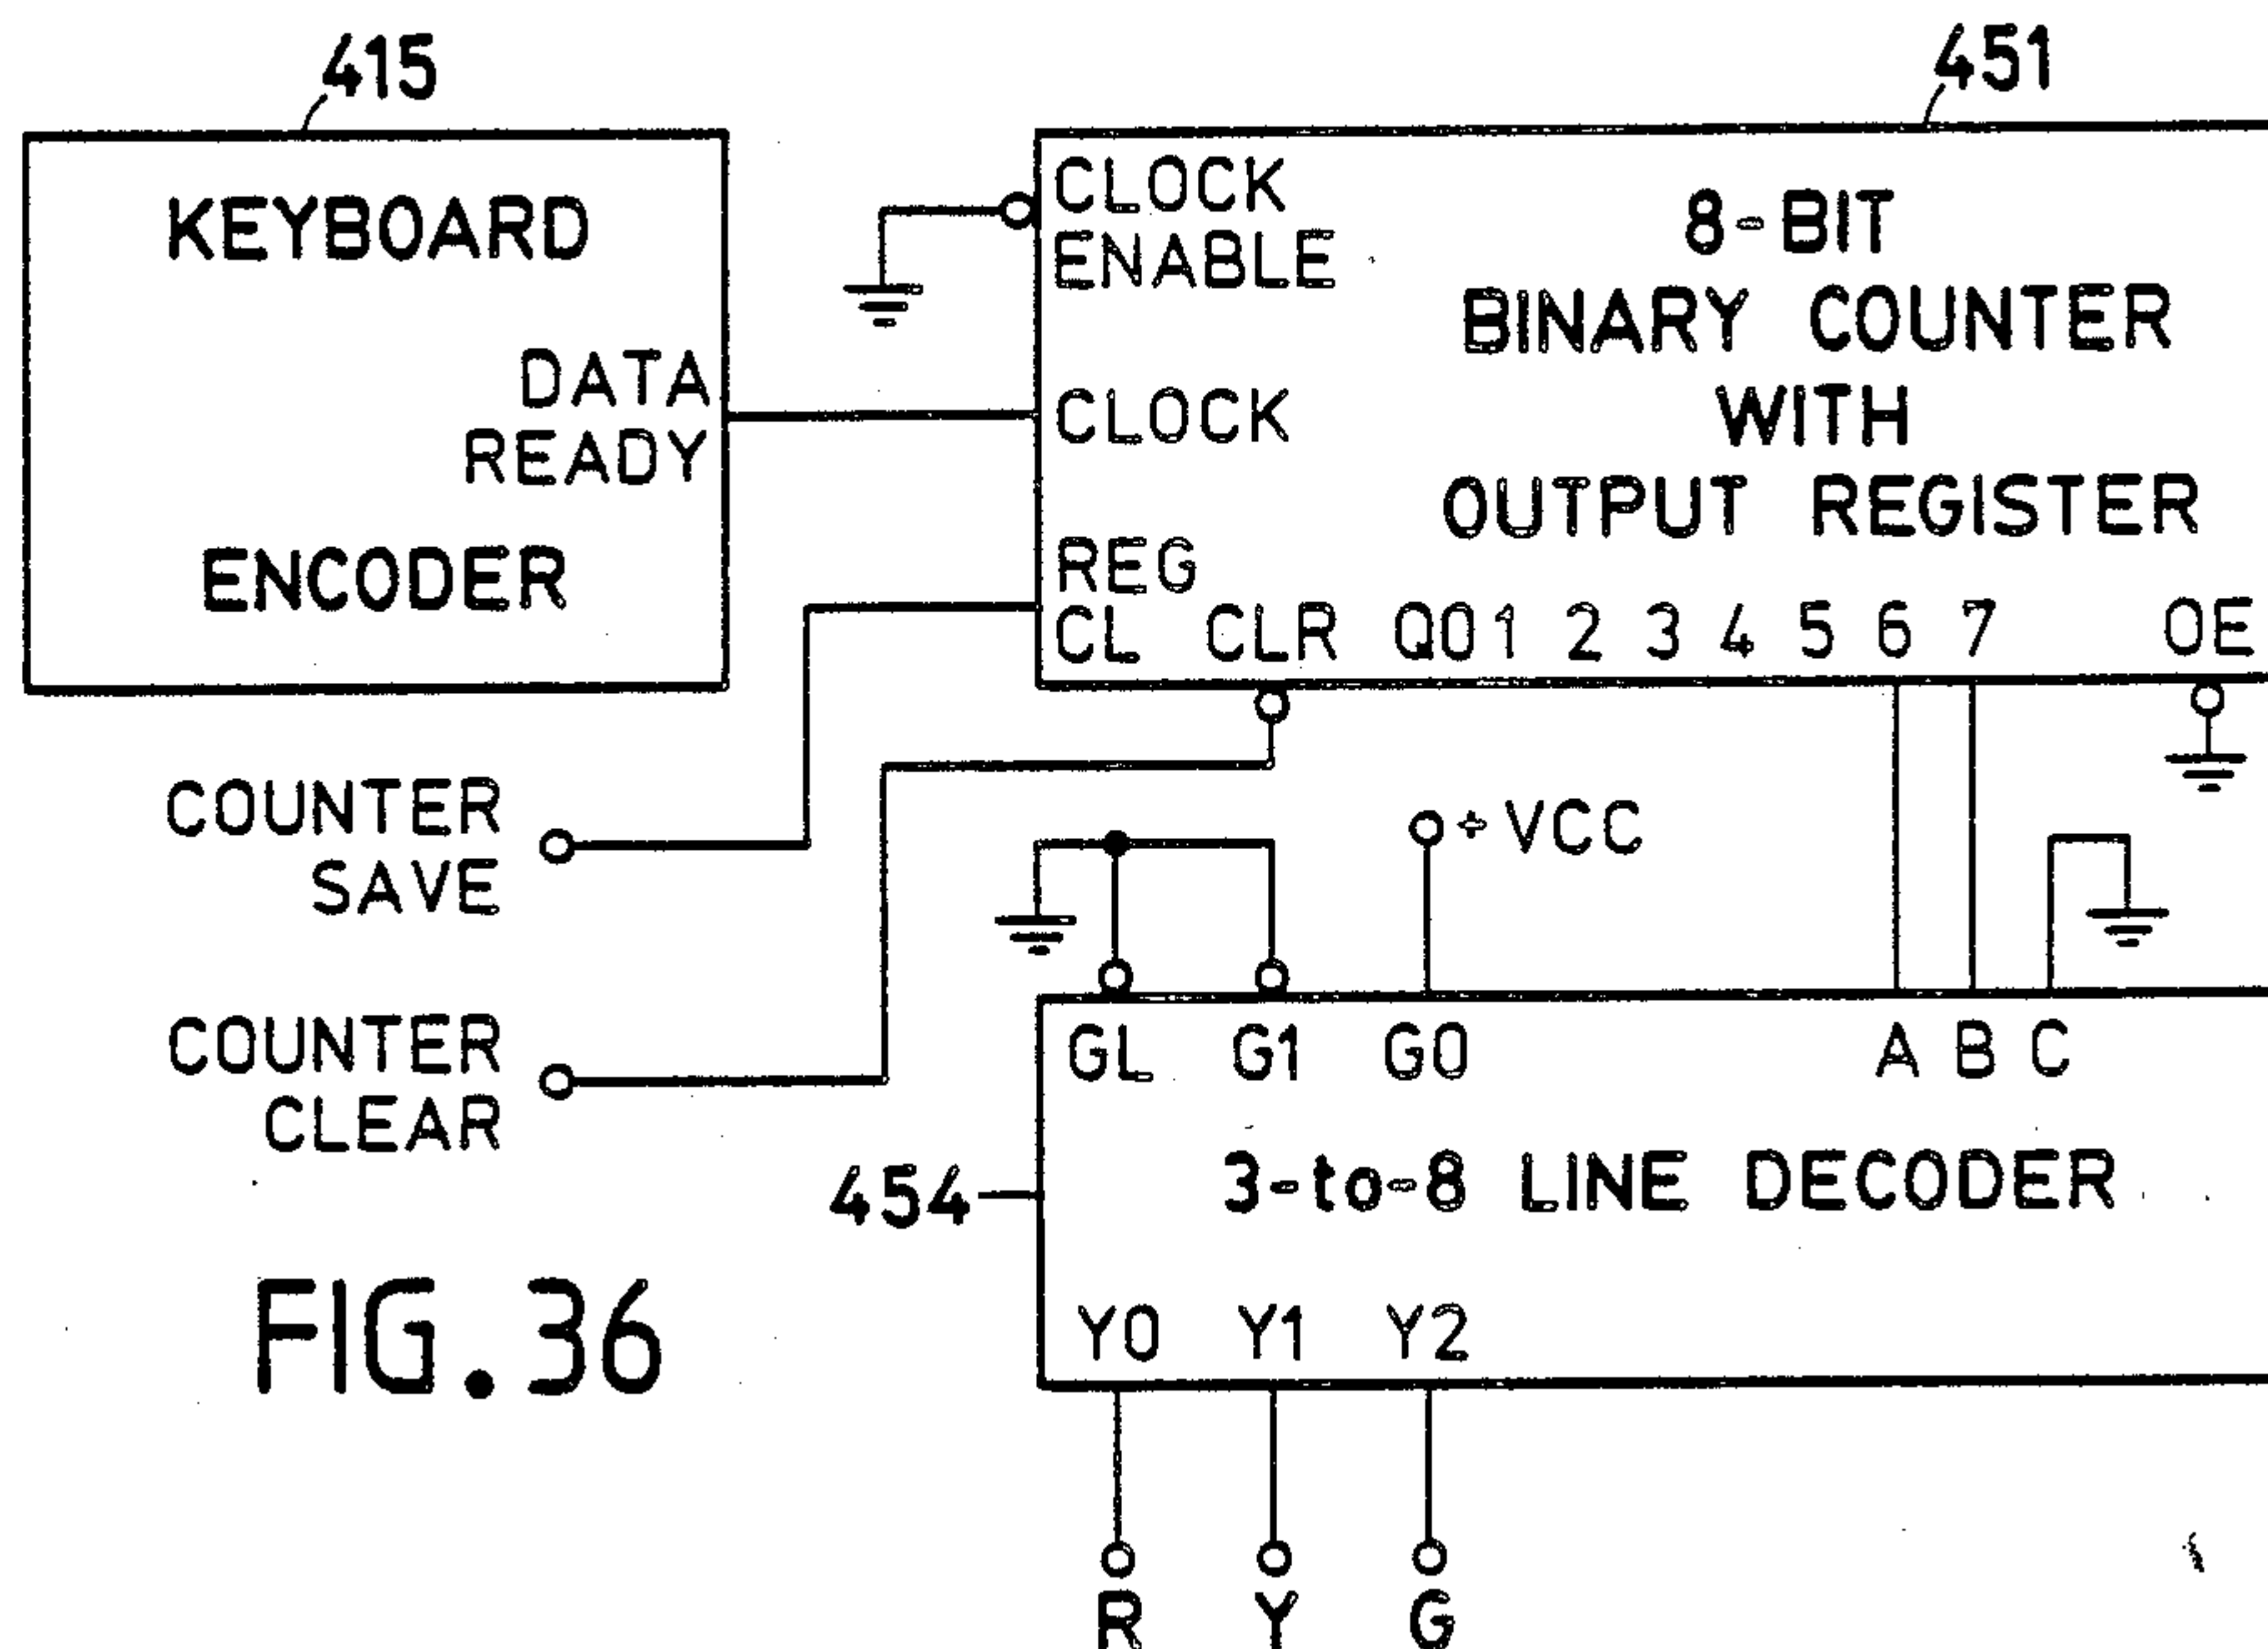 415
KEYBOARD
DATA
READY
ENCODER
451
CLOCK
ENABLE
8-BIT
BINARY COUNTER
CLOCK
WITH
OUTPUT REGISTER
REG
CL CLR Q0 1 2 3 4 5 6 7 OE
COUNTER
SAVE
+VCC
COUNTER
CLEAR
GL G1 G0 A B C
454
3-to-8 LINE DECODER
Y0 Y1 Y2
FIG. 36
R Y G